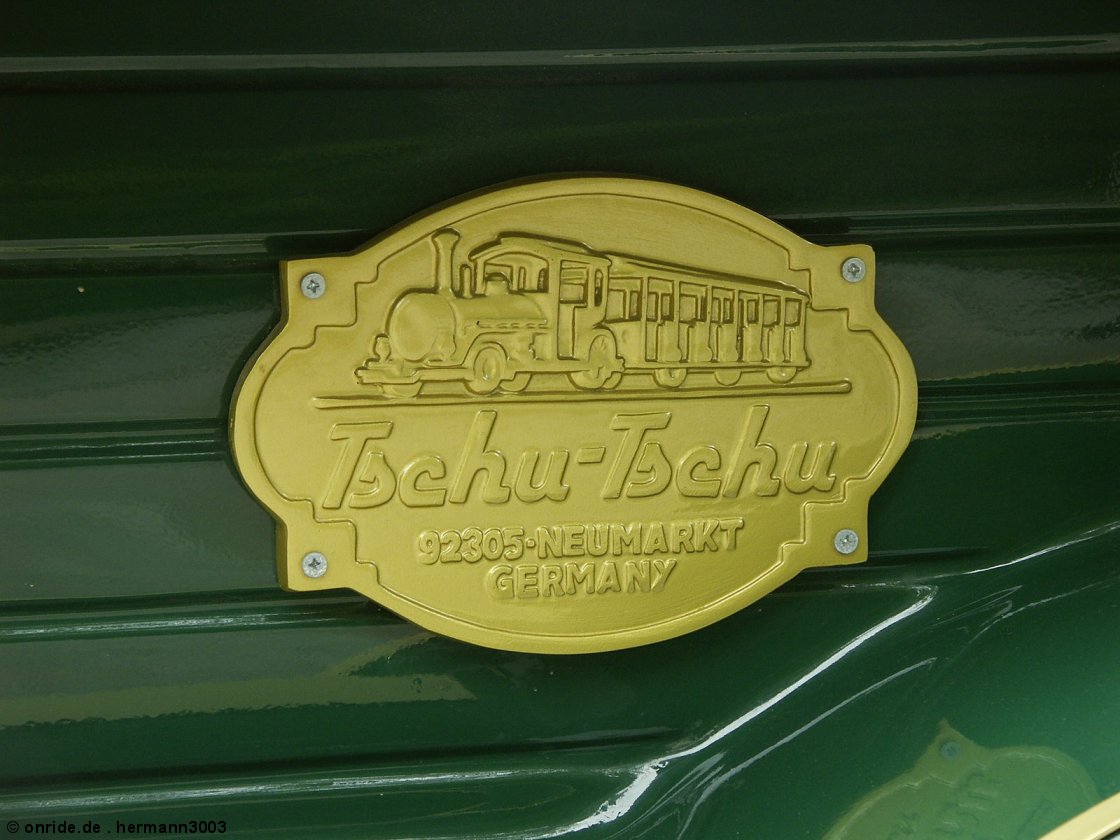 Tschu-Tschu
92305·NEUMARKT
GERMANY
© onride.de . hermann3003